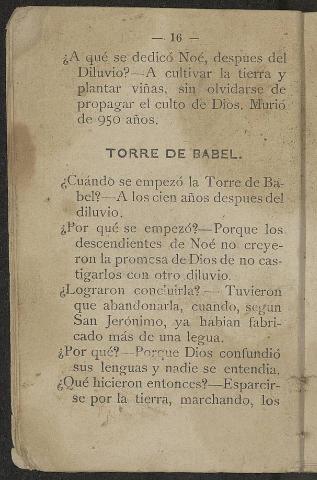 — 16 —
¿A qué se dedicó Noé, despues del
Diluvio?—A cultivar la tierra y
plantar viñas, sin olvidarse de
propagar el culto de Dios. Murió
de 950 años.
TORRE DE BABEL.
¿Cuándo se empezó la Torre de Ba-
bel?—A los cien años despues del
diluvio.
¿Por qué se empezó?—Porque los
descendientes de Noé no creye-
ron la promesa de Dios de no cas-
tigarlos con otro diluvio.
¿Lograron concluirla?—Tuvieron
que abandonarla, cuando, segun
San Jerónimo, ya habian fabri-
cado más de una legua.
¿Por qué?—Porque Dios confundió
sus lenguas y nadie se entendia.
¿Qué hicieron entonces?—Esparcir-
se por la tierra, marchando, los